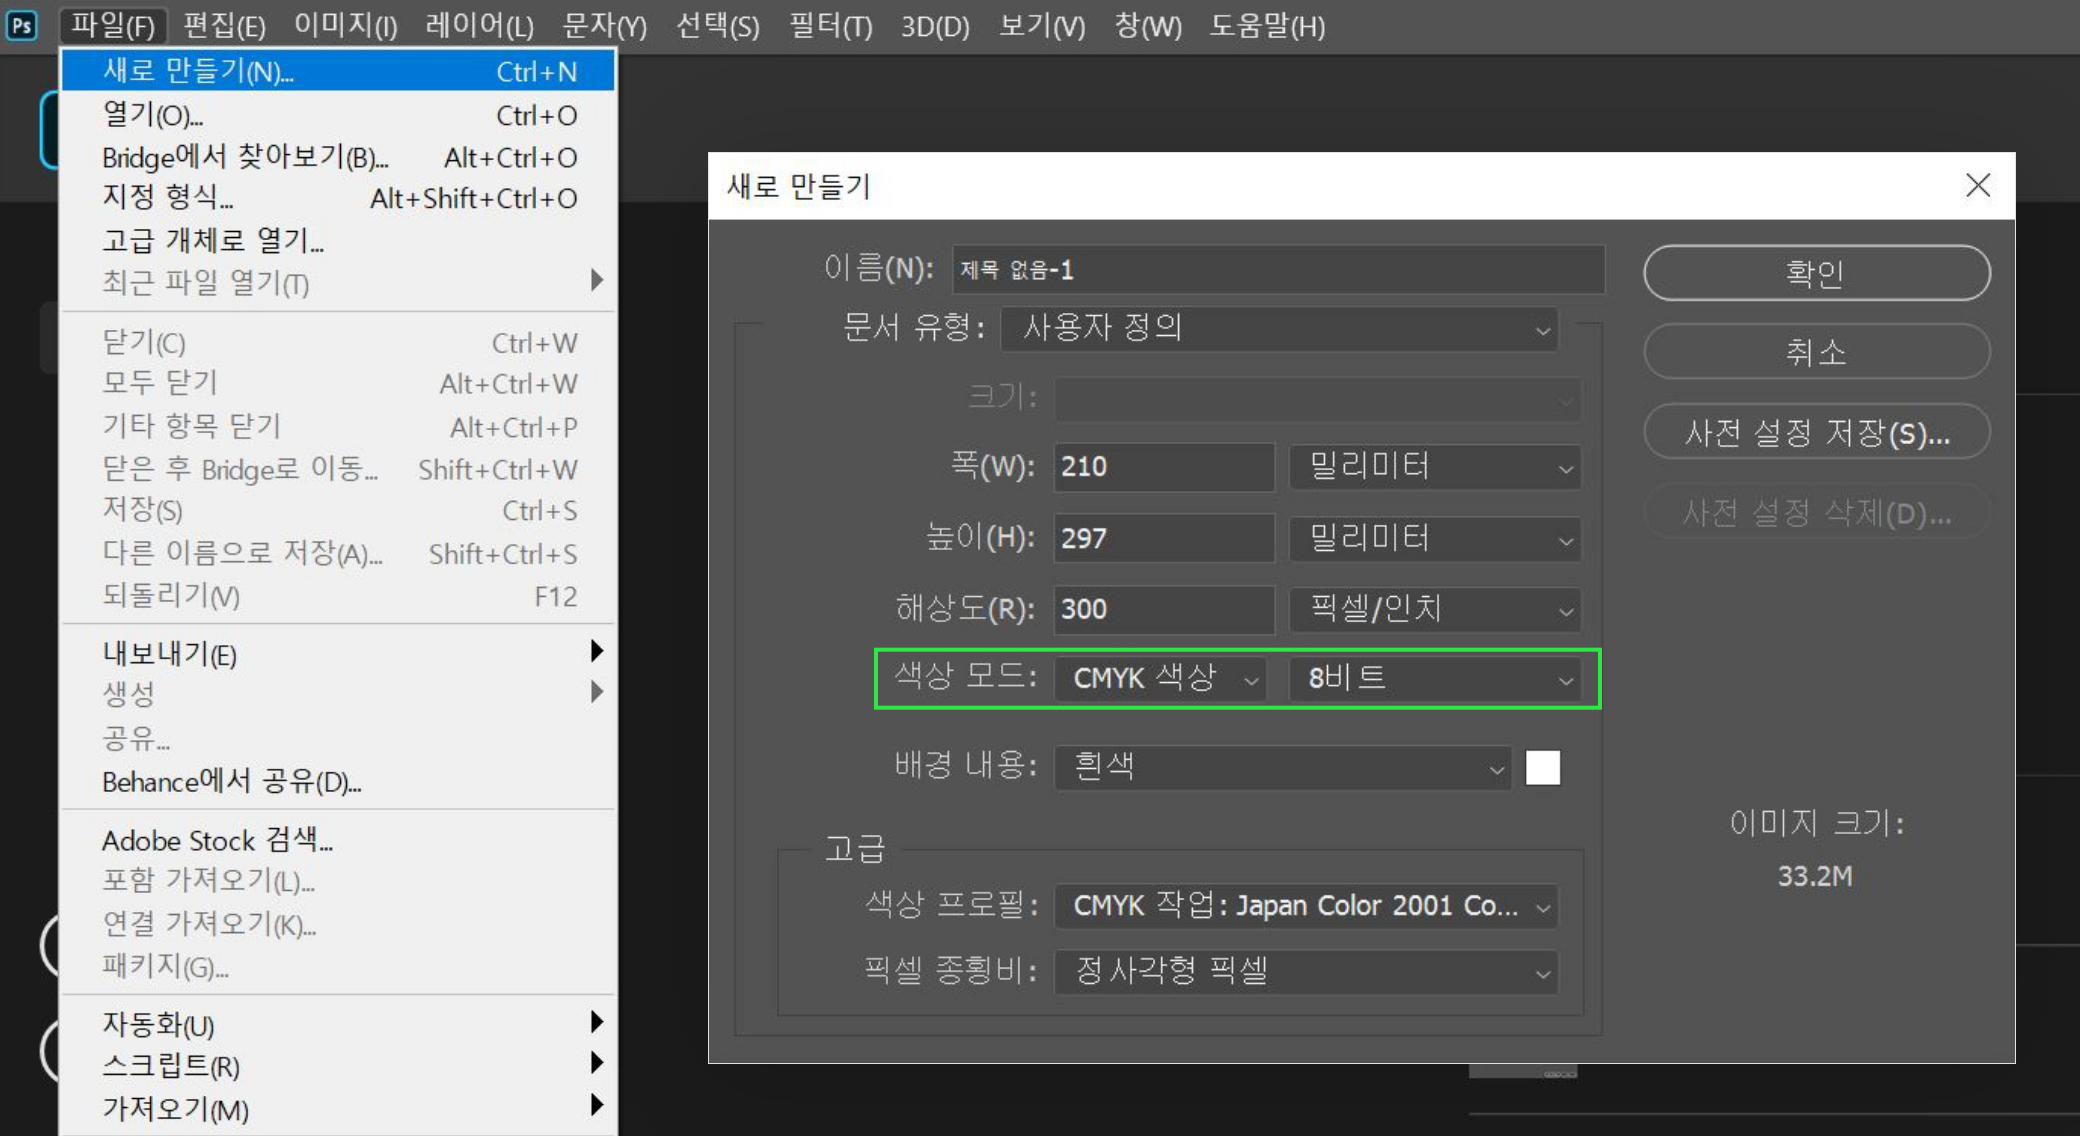 Ps 파일(F) 편집(E) 이미지(I) 레이어(L) 문자(Y) 선택(S) 필터(T) 3D(D) 보기(V) 창(W) 도움말(H)
새로 만들기(N)... Ctrl+N
열기(O)... Ctrl+O
Bridge에서 찾아보기(B)... Alt+Ctrl+O
지정 형식... Alt+Shift+Ctrl+O
고급 개체로 열기...
최근 파일 열기(T)
닫기(C) Ctrl+W
모두 닫기 Alt+Ctrl+W
기타 항목 닫기 Alt+Ctrl+P
닫은 후 Bridge로 이동... Shift+Ctrl+W
저장(S) Ctrl+S
다른 이름으로 저장(A)... Shift+Ctrl+S
되돌리기(V) F12
내보내기(E)
생성
공유...
Behance에서 공유(D)...
Adobe Stock 검색...
포함 가져오기(L)...
연결 가져오기(K)...
패키지(G)...
자동화(U)
스크립트(R)
가져오기(M)
새로 만들기
이름(N): 제목 없음-1
문서 유형: 사용자 정의
크기:
폭(W): 210 밀리미터
높이(H): 297 밀리미터
해상도(R): 300 픽셀/인치
색상 모드: CMYK 색상 8비트
배경 내용: 흰색
고급
색상 프로필: CMYK 작업: Japan Color 2001 Co...
픽셀 종횡비: 정사각형 픽셀
확인
취소
사전 설정 저장(S)...
사전 설정 삭제(D)...
이미지 크기:
33.2M